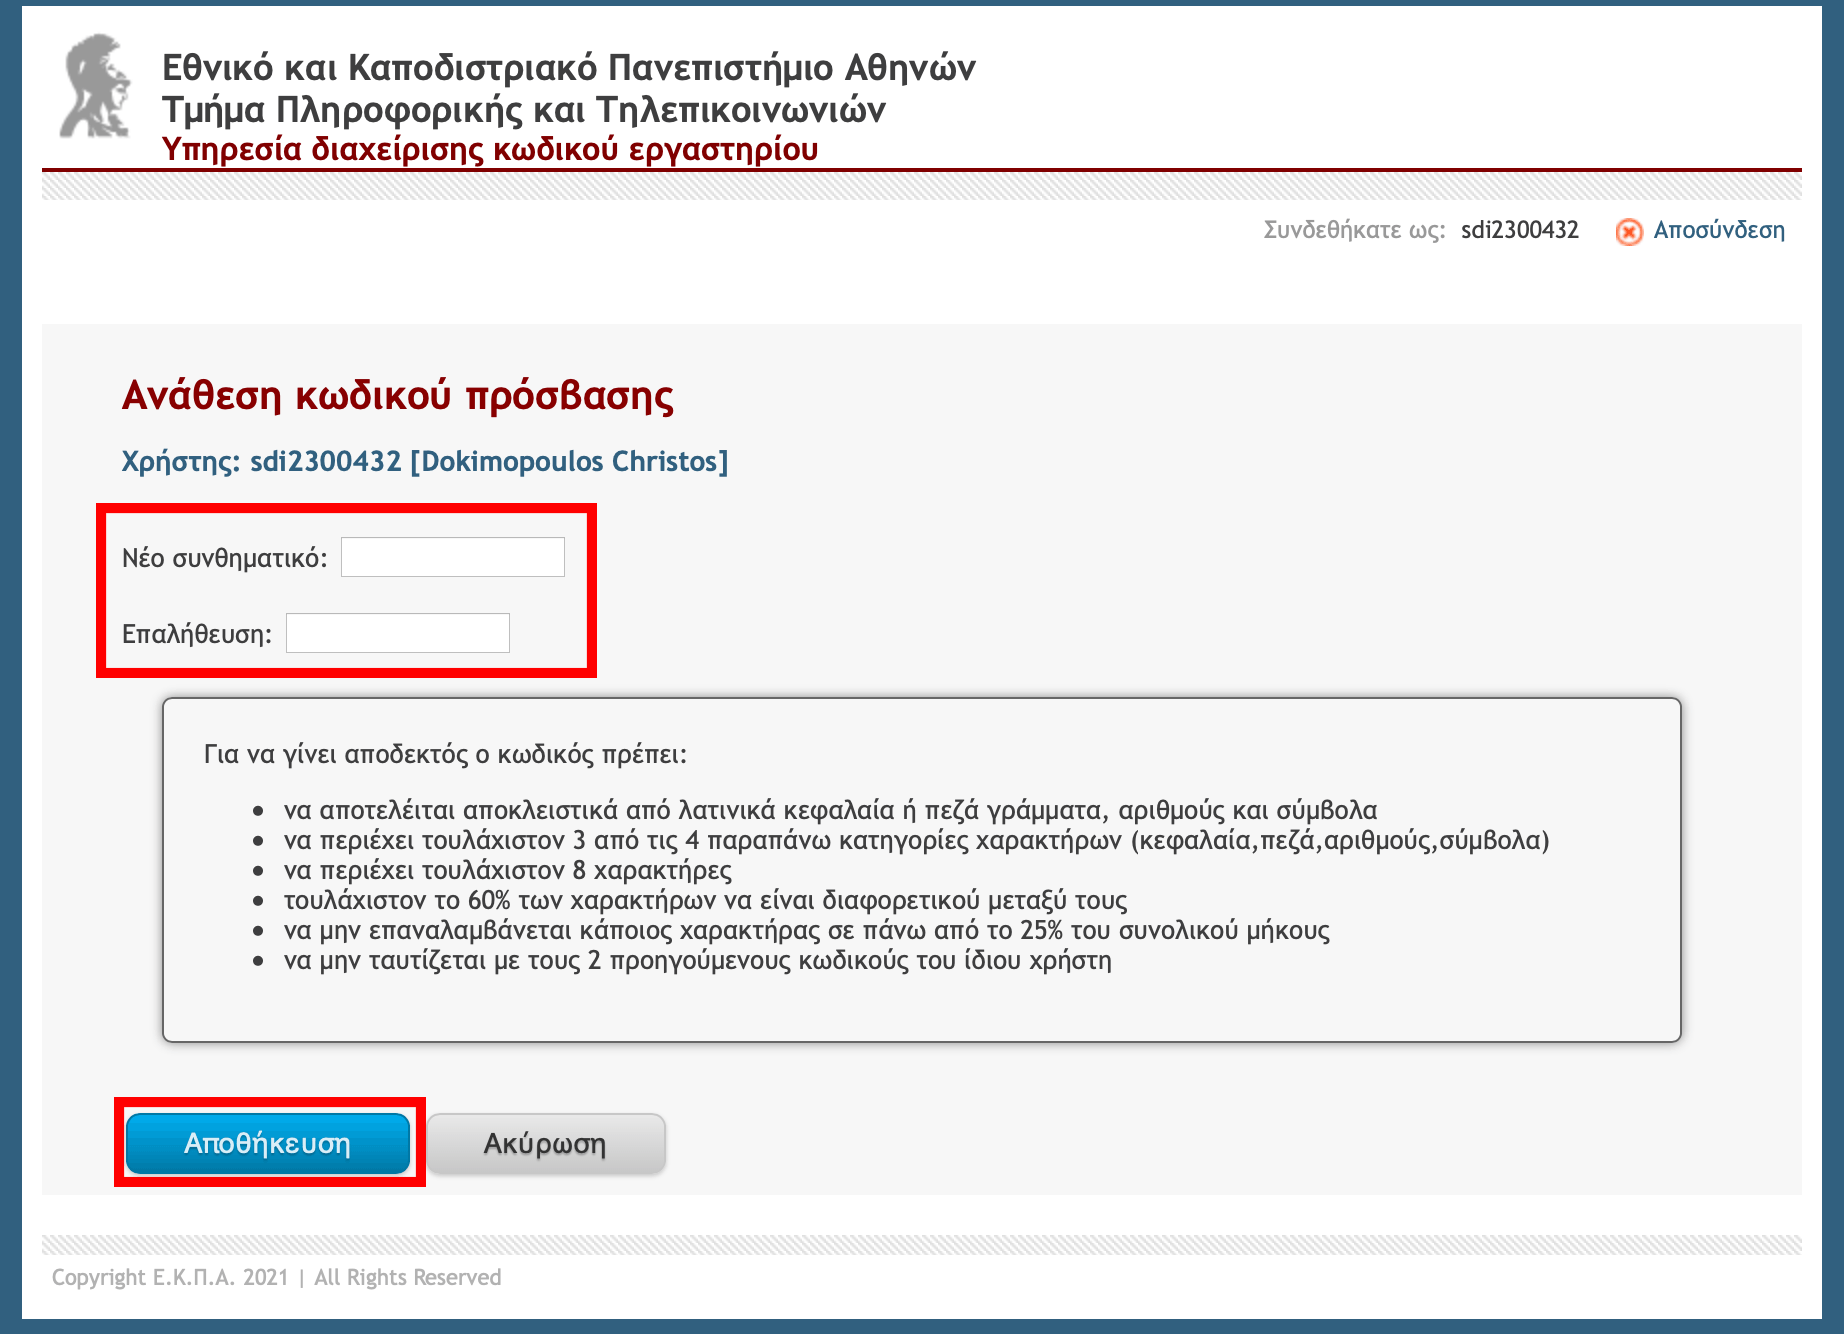 Εθνικό και Καποδιστριακό Πανεπιστήμιο Αθηνών
Τμήμα Πληροφορικής και Τηλεπικοινωνιών
Υπηρεσία διαχείρισης κωδικού εργαστηρίου
Συνδεθήκατε ως: sdi2300432 Αποσύνδεση
Ανάθεση κωδικού πρόσβασης
Χρήστης: sdi2300432 [Dokimopoulos Christos]
Νέο συνθηματικό:
Επαλήθευση:
Για να γίνει αποδεκτός ο κωδικός πρέπει:
• να αποτελέιται αποκλειστικά από λατινικά κεφαλαία ή πεζά γράμματα, αριθμούς και σύμβολα
• να περιέχει τουλάχιστον 3 από τις 4 παραπάνω κατηγορίες χαρακτήρων (κεφαλαία,πεζά,αριθμούς,σύμβολα)
• να περιέχει τουλάχιστον 8 χαρακτήρες
• τουλάχιστον το 60% των χαρακτήρων να είναι διαφορετικού μεταξύ τους
• να μην επαναλαμβάνεται κάποιος χαρακτήρας σε πάνω από το 25% του συνολικού μήκους
• να μην ταυτίζεται με τους 2 προηγούμενους κωδικούς του ίδιου χρήστη
Αποθήκευση Ακύρωση
Copyright Ε.Κ.Π.Α. 2021 | All Rights Reserved